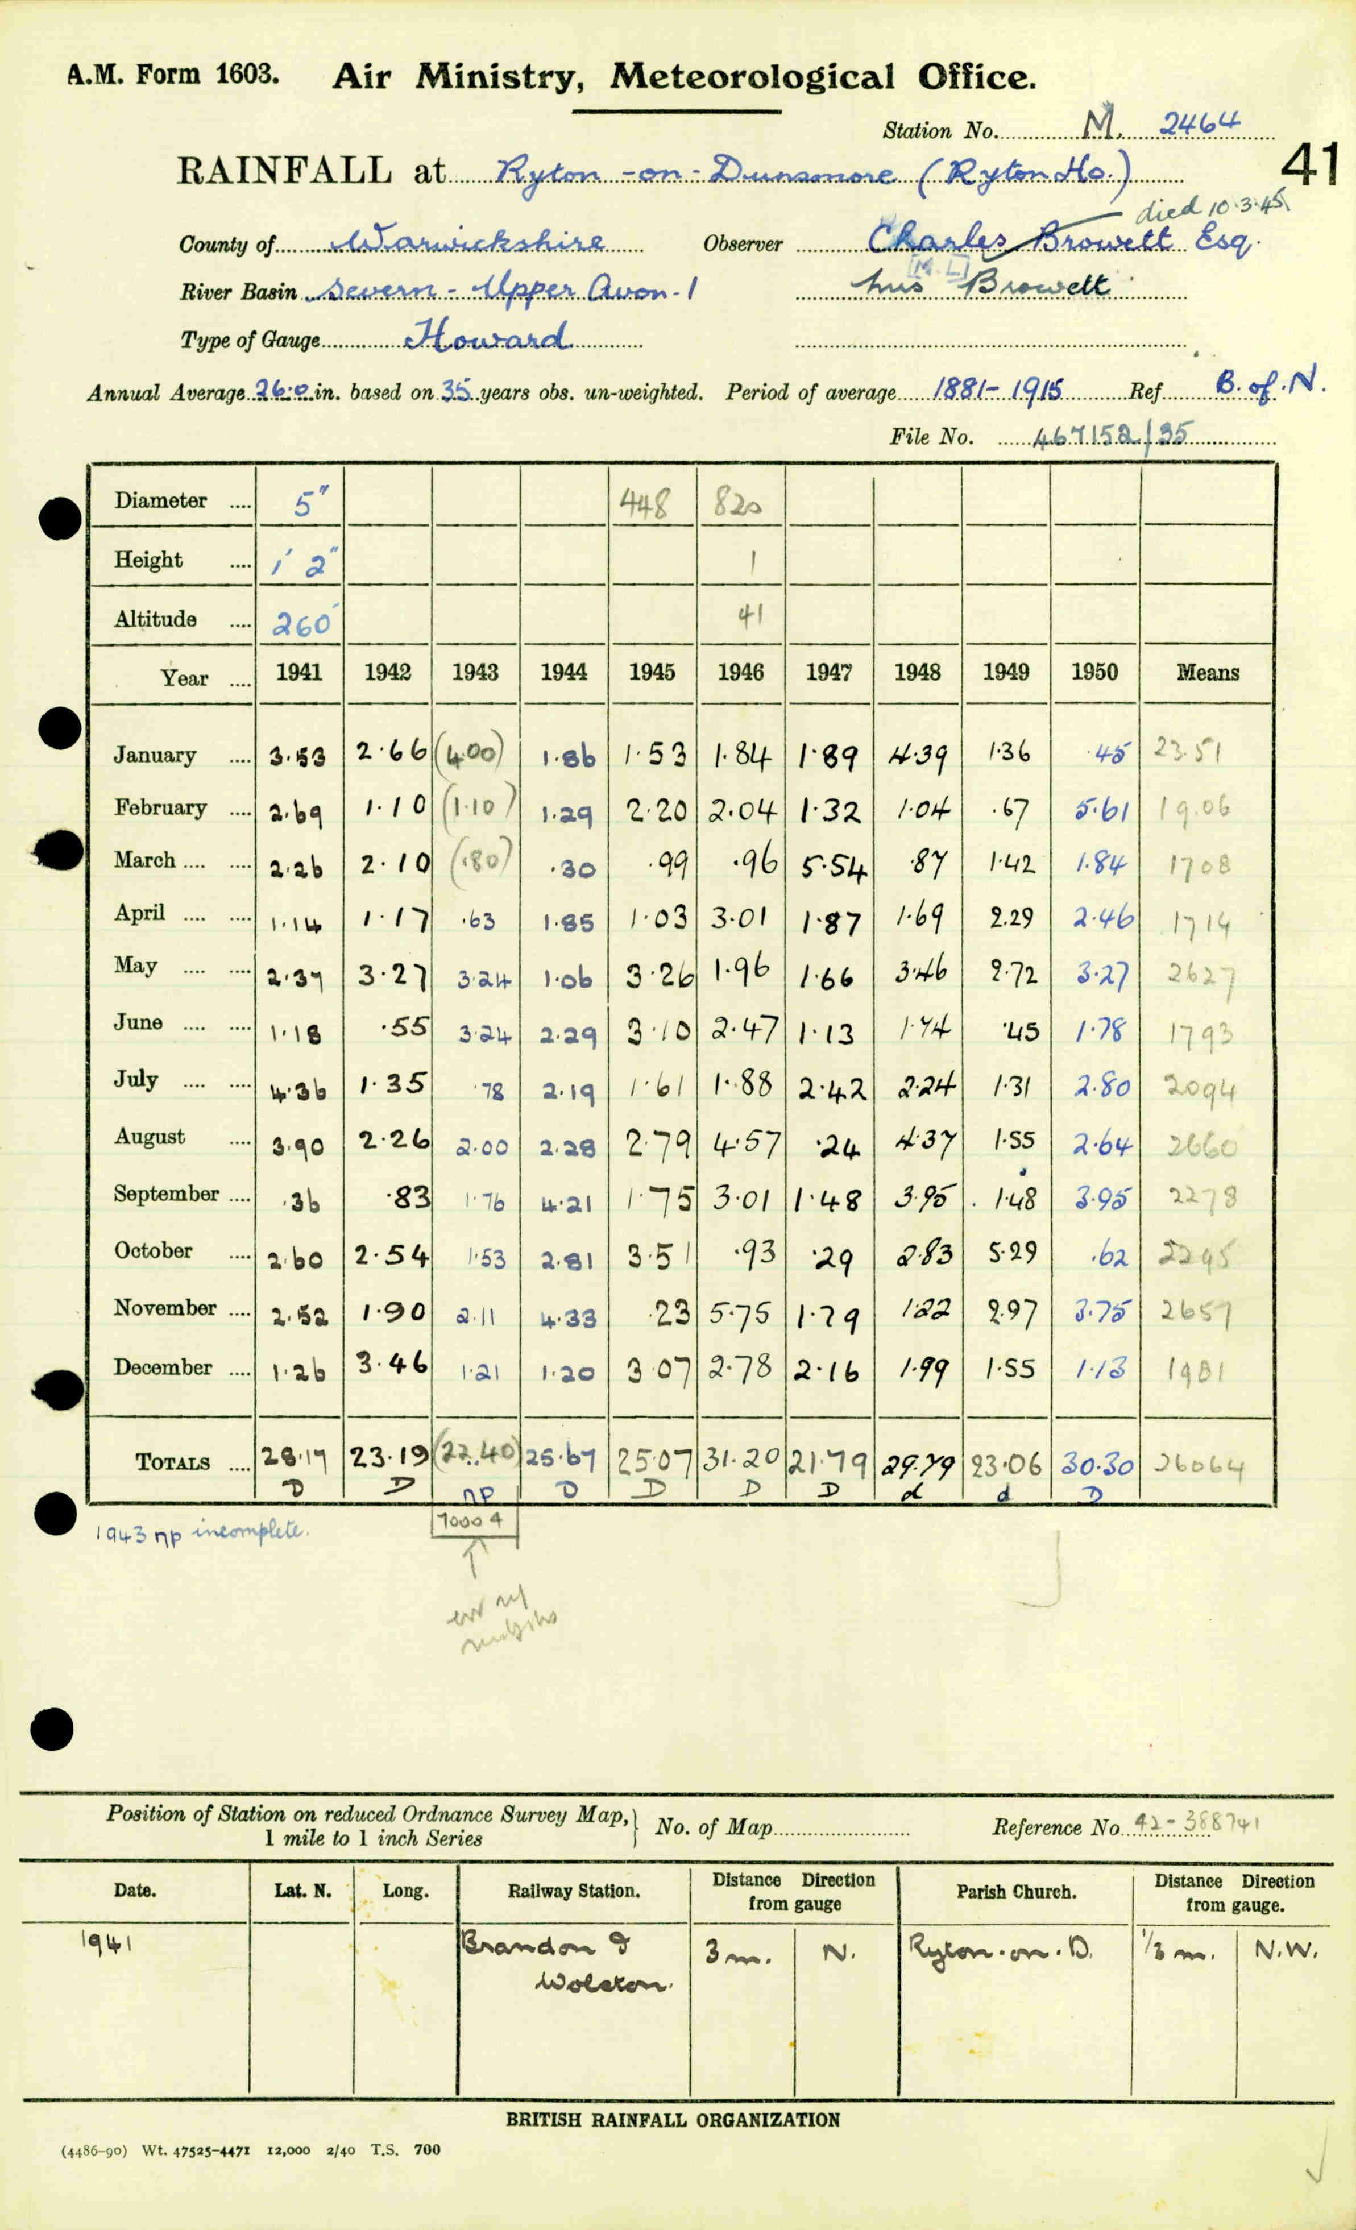 A.M. Form 1603. Air Ministry, Meteorological Office.
Station No. M. 2464
41
RAINFALL at Ryton-on-Dunsmore (Ryton Ho.)
died 10.3.45
County of Warwickshire Observer Charles Browett Esq.
[M. L]
River Basin Severn - Upper Avon. 1 Mrs Browett
Type of Gauge Howard
Annual Average 26.0 in. based on 35 years obs. un-weighted. Period of average 1881-1915 Ref B. of. N.
File No. 467152/35
Diameter .... 5" 448 820
Height .... 1' 2" 1
Altitude .... 260' 41
Year .... 1941 1942 1943 1944 1945 1946 1947 1948 1949 1950 Means
January .... 3.53 2.66 (4.00) 1.86 1.53 1.84 1.89 4.39 1.36 .45 23.51
February .... 2.69 1.10 (1.10) 1.29 2.20 2.04 1.32 1.04 .67 5.61 19.06
March .... .... 2.26 2.10 (.80) .30 .99 .96 5.54 .87 1.42 1.84 1708
April .... .... 1.14 1.17 .63 1.85 1.03 3.01 1.87 1.69 2.29 2.46 1714
May .... .... 2.37 3.27 3.24 1.06 3.26 1.96 1.66 3.46 2.72 3.27 2627
June .... .... 1.18 .55 3.24 2.29 3.10 2.47 1.13 1.74 .45 1.78 1793
July .... .... 4.36 1.35 .78 2.19 1.61 1.88 2.42 2.24 1.31 2.80 2094
August .... 3.90 2.26 2.00 2.28 2.79 4.57 .24 4.37 1.55 2.64 2660
September .... .36 .83 1.76 4.21 1.75 3.01 1.48 3.95 1.48 3.95 2278
October .... 2.60 2.54 1.53 2.81 3.51 .93 .29 2.83 5.29 .62 2295
November .... 2.52 1.90 2.11 4.33 .23 5.75 1.79 1.22 2.97 3.75 2657
December .... 1.26 3.46 1.21 1.20 3.07 2.78 2.16 1.99 1.55 1.13 1981
TOTALS .... 28.17 23.19 (22.40) 25.67 25.07 31.20 21.79 29.79 23.06 30.30 26064
D D np D D D D d d D
1943 np incomplete. 70004
Position of Station on reduced Ordnance Survey Map, 1 mile to 1 inch Series } No. of Map Reference No 42-388741
Date. Lat. N. Long. Railway Station. Distance from gauge Direction Parish Church. Distance from gauge. Direction
1941 Brandon & Wolston. 3 m. N. Ryton.on.D. 1/3 m. N.W.
BRITISH RAINFALL ORGANIZATION
(4486-90) Wt. 47525-4471 12,000 2/40 T.S. 700